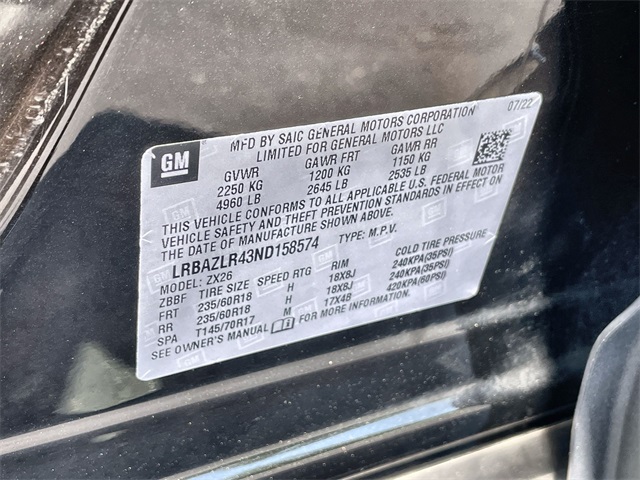 07/22
GM
MFD BY SAIC GENERAL MOTORS CORPORATION
LIMITED FOR GENERAL MOTORS LLC
GVWR GAWR FRT GAWR RR
2250 KG 1200 KG 1150 KG
4960 LB 2645 LB 2535 LB
THIS VEHICLE CONFORMS TO ALL APPLICABLE U.S. FEDERAL MOTOR
VEHICLE SAFETY AND THEFT PREVENTION STANDARDS IN EFFECT ON
THE DATE OF MANUFACTURE SHOWN ABOVE.
LRBAZLR43ND158574 TYPE: M.P.V.
MODEL: ZX26
ZBBF TIRE SIZE SPEED RTG RIM COLD TIRE PRESSURE
FRT 235/60R18 H 18X8J 240KPA(35PSI)
RR 235/60R18 H 18X8J 240KPA(35PSI)
SPA T145/70R17 M 17X4B 420KPA(60PSI)
SEE OWNER'S MANUAL FOR MORE INFORMATION.